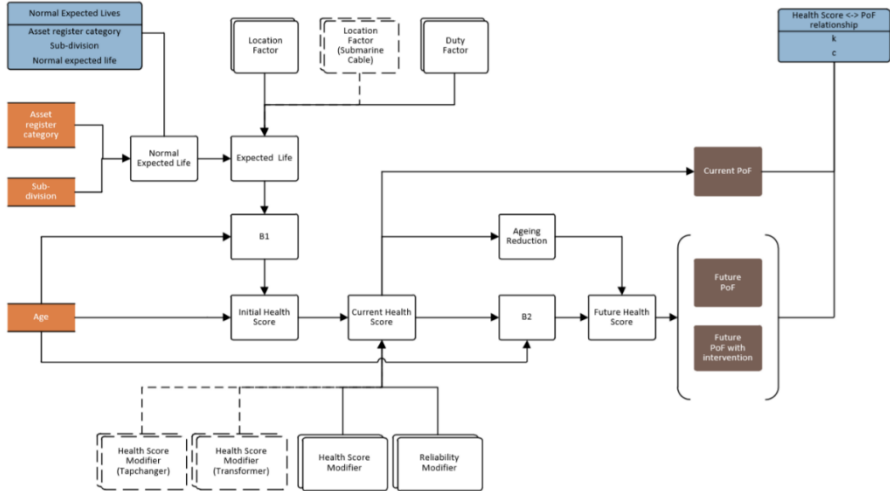 Normal Expected Lives
Asset register category
Sub-division
Normal expected life
Location
Factor
Location
Factor
(Submarine
Cable)
Duty
Factor
Health Score <-> PoF
relationship
k
c
Asset
register
category
Sub-
division
Normal
Expected Life
Expected Life
Current PoF
B1
Ageing
Reduction
Age
Initial Health
Score
Current Health
Score
B2
Future Health
Score
Future
PoF
Future
PoF with
intervention
Health Score
Modifier
(Tapchanger)
Health Score
Modifier
(Transformer)
Health Score
Modifier
Reliability
Modifier